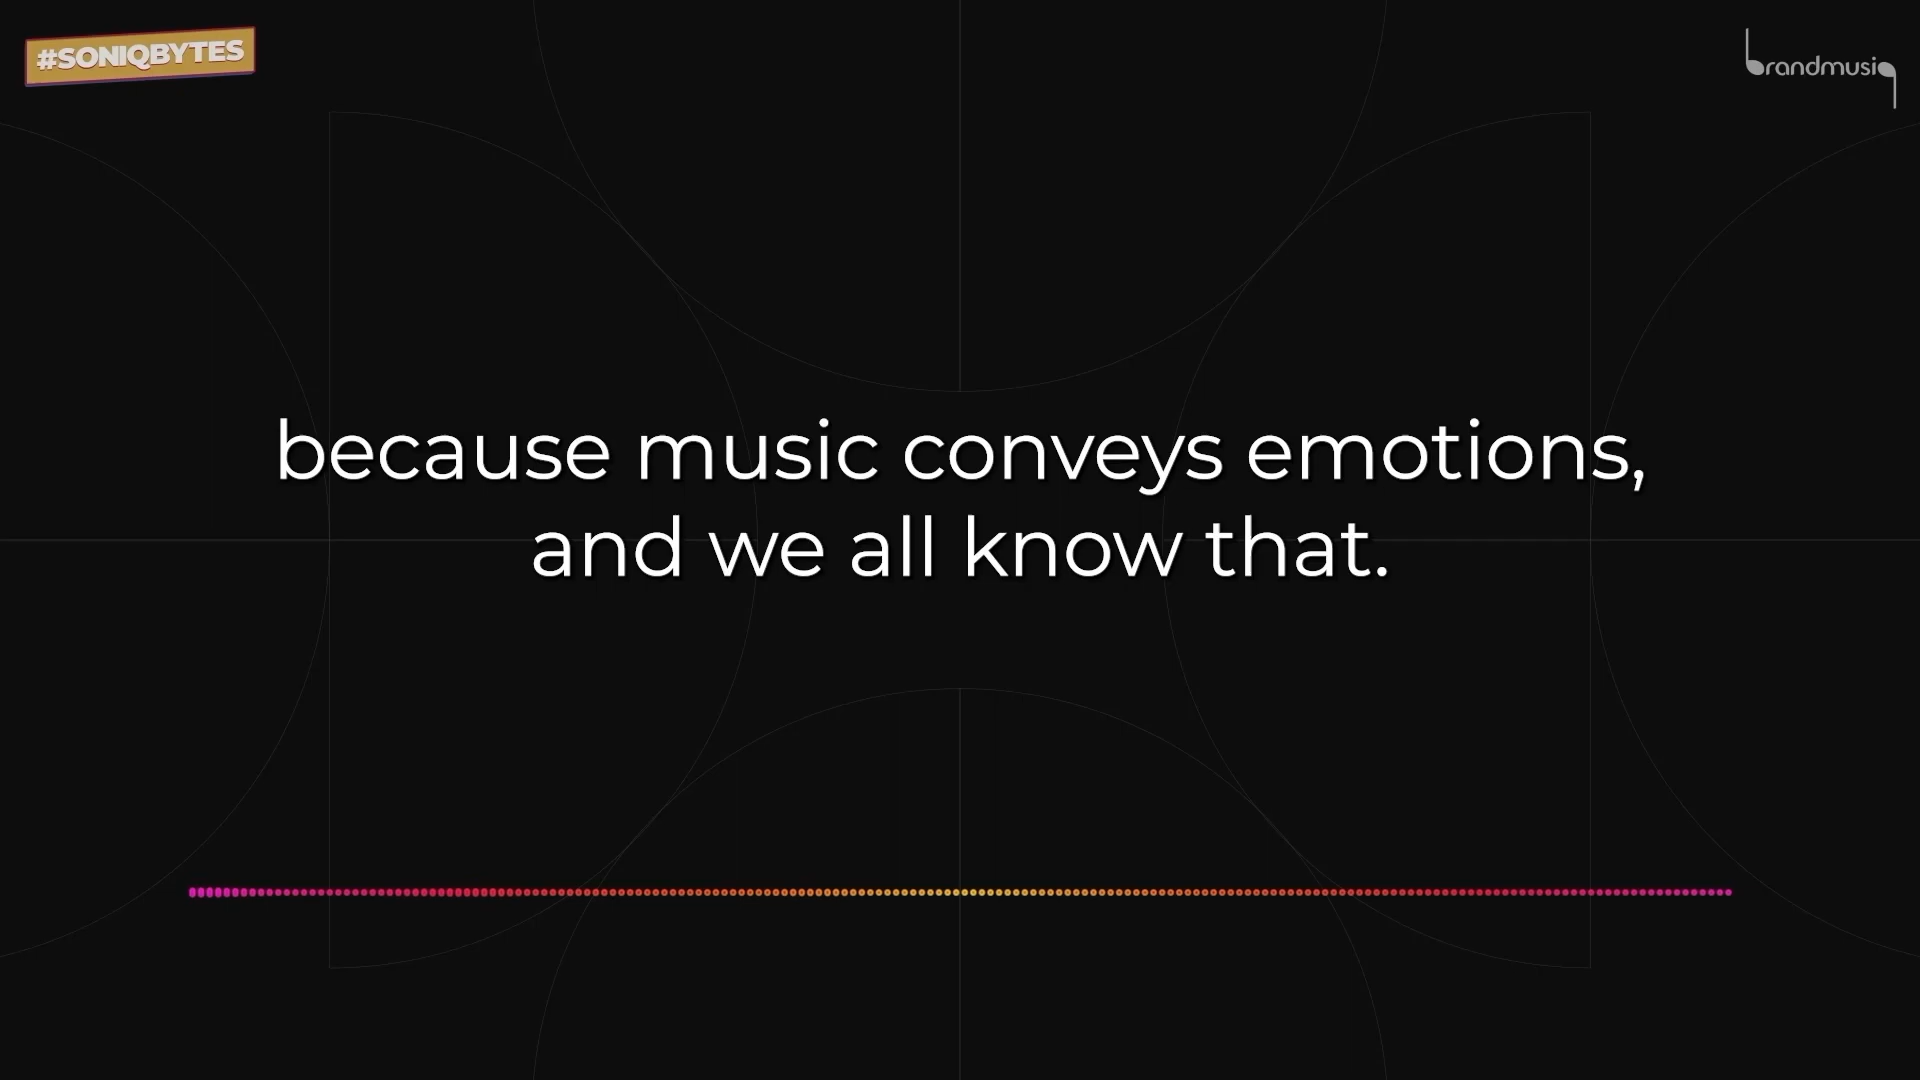 #SONIQBYTES
brandmusiq
because music conveys emotions,
and we all know that.